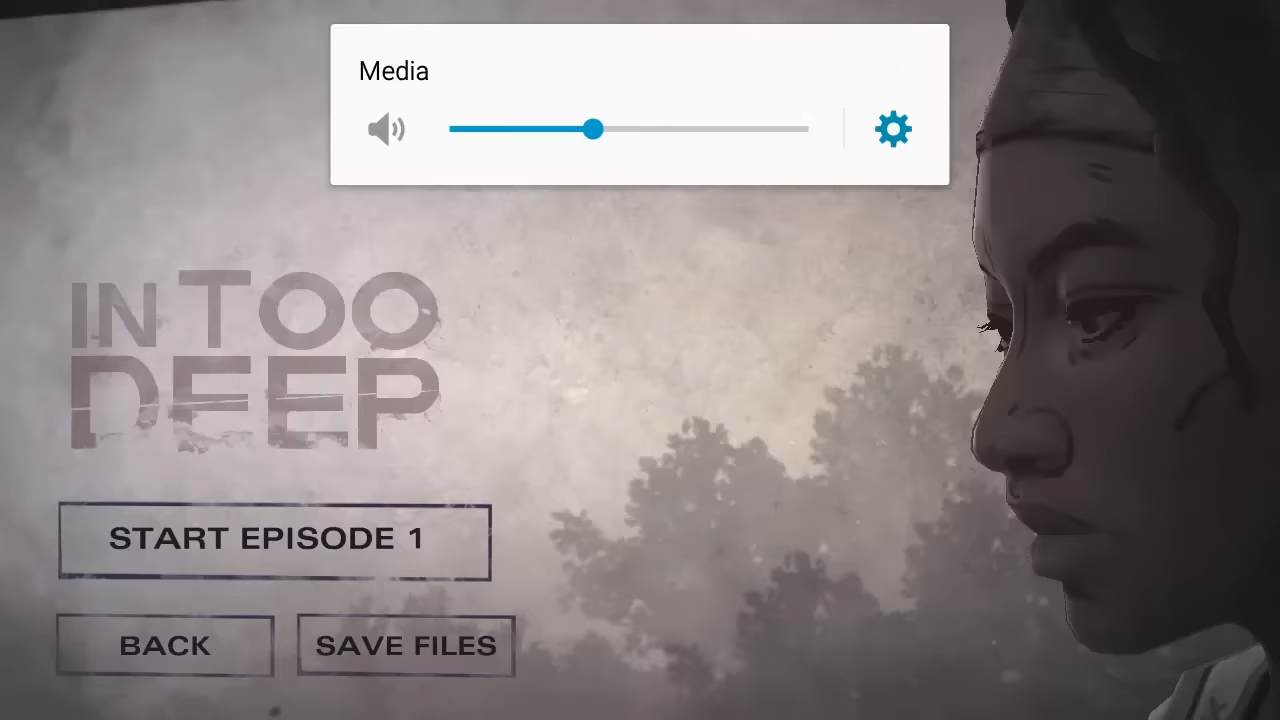 Media
IN TOO
DEEP
START EPISODE 1
BACK
SAVE FILES